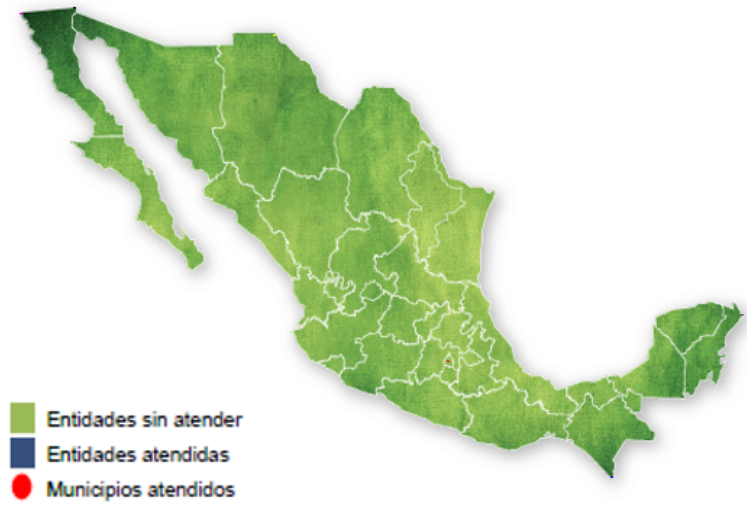 Entidades sin atender
Entidades atendidas
Municipios atendidos